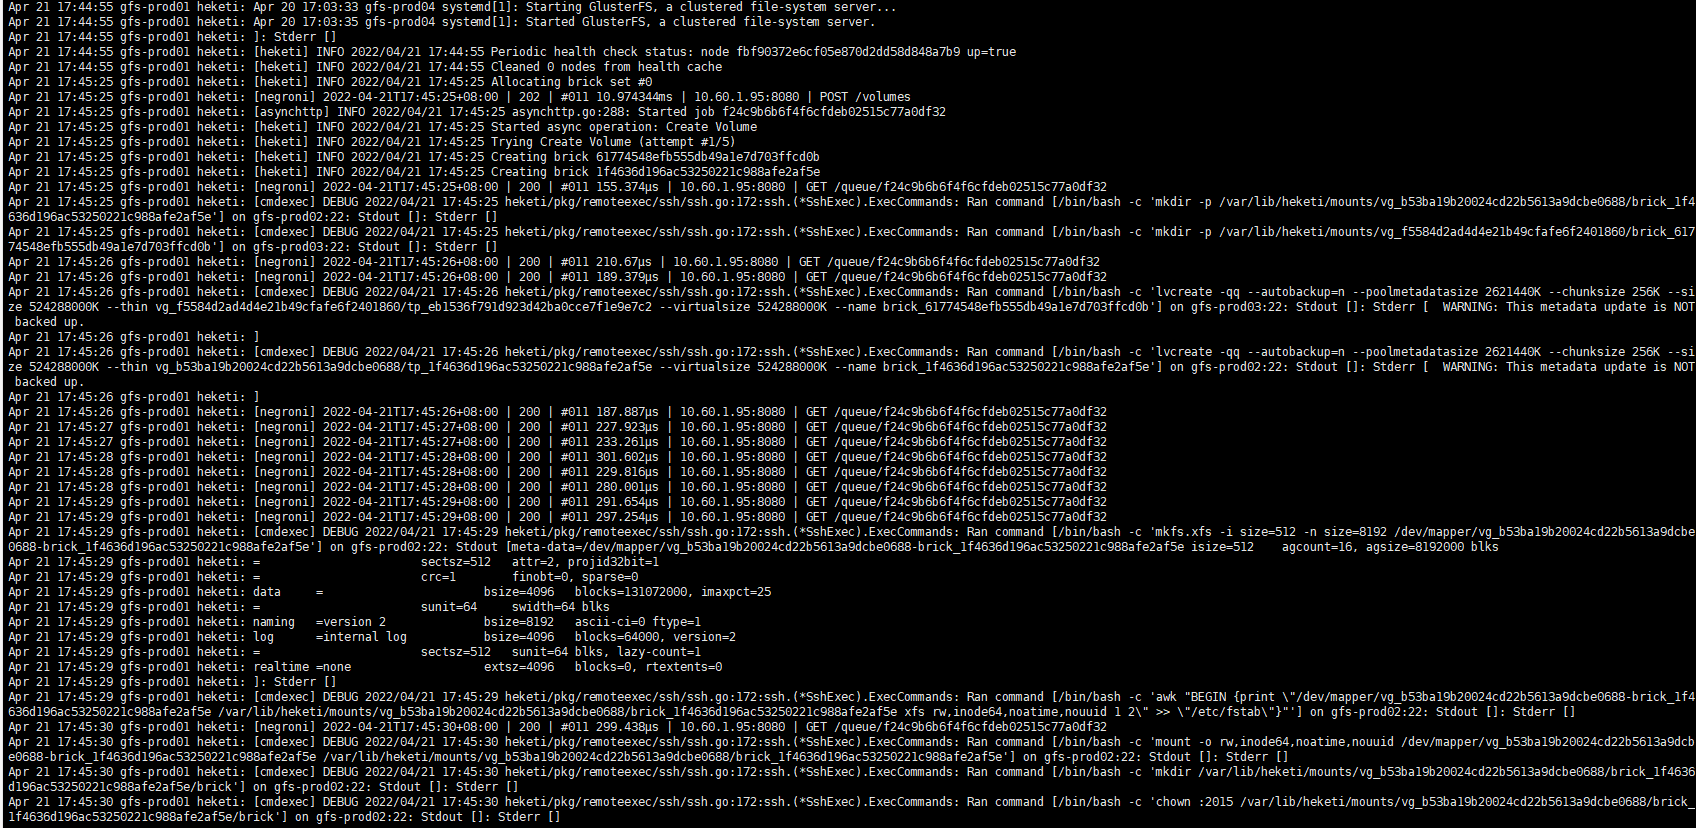 Apr 21 17:44:55 gfs-prod01 heketi: Apr 20 17:03:33 gfs-prod04 systemd[1]: Starting GlusterFS, a clustered file-system server...
Apr 21 17:44:55 gfs-prod01 heketi: Apr 20 17:03:35 gfs-prod04 systemd[1]: Started GlusterFS, a clustered file-system server.
Apr 21 17:44:55 gfs-prod01 heketi: ]: Stderr []
Apr 21 17:44:55 gfs-prod01 heketi: [heketi] INFO 2022/04/21 17:44:55 Periodic health check status: node fbf90372e6cf05e870d2dd58d848a7b9 up=true
Apr 21 17:44:55 gfs-prod01 heketi: [heketi] INFO 2022/04/21 17:44:55 Cleaned 0 nodes from health cache
Apr 21 17:45:25 gfs-prod01 heketi: [heketi] INFO 2022/04/21 17:45:25 Allocating brick set #0
Apr 21 17:45:25 gfs-prod01 heketi: [negroni] 2022-04-21T17:45:25+08:00 | 202 | #011 10.974344ms | 10.60.1.95:8080 | POST /volumes
Apr 21 17:45:25 gfs-prod01 heketi: [asynchttp] INFO 2022/04/21 17:45:25 asynchttp.go:288: Started job f24c9b6b6f4f6cfdeb02515c77a0df32
Apr 21 17:45:25 gfs-prod01 heketi: [heketi] INFO 2022/04/21 17:45:25 Started async operation: Create Volume
Apr 21 17:45:25 gfs-prod01 heketi: [heketi] INFO 2022/04/21 17:45:25 Trying Create Volume (attempt #1/5)
Apr 21 17:45:25 gfs-prod01 heketi: [heketi] INFO 2022/04/21 17:45:25 Creating brick 61774548efb555db49a1e7d703ffcd0b
Apr 21 17:45:25 gfs-prod01 heketi: [heketi] INFO 2022/04/21 17:45:25 Creating brick 1f4636d196ac53250221c988afe2af5e
Apr 21 17:45:25 gfs-prod01 heketi: [negroni] 2022-04-21T17:45:25+08:00 | 200 | #011 155.374µs | 10.60.1.95:8080 | GET /queue/f24c9b6b6f4f6cfdeb02515c77a0df32
Apr 21 17:45:25 gfs-prod01 heketi: [cmdexec] DEBUG 2022/04/21 17:45:25 heketi/pkg/remoteexec/ssh/ssh.go:172:ssh.(*SshExec).ExecCommands: Ran command [/bin/bash -c 'mkdir -p /var/lib/heketi/mounts/vg_b53ba19b20024cd22b5613a9dcbe0688/brick_1f4
636d196ac53250221c988afe2af5e'] on gfs-prod02:22: Stdout []: Stderr []
Apr 21 17:45:25 gfs-prod01 heketi: [cmdexec] DEBUG 2022/04/21 17:45:25 heketi/pkg/remoteexec/ssh/ssh.go:172:ssh.(*SshExec).ExecCommands: Ran command [/bin/bash -c 'mkdir -p /var/lib/heketi/mounts/vg_f5584d2ad4d4e21b49cfafe6f2401860/brick_617
74548efb555db49a1e7d703ffcd0b'] on gfs-prod03:22: Stdout []: Stderr []
Apr 21 17:45:26 gfs-prod01 heketi: [negroni] 2022-04-21T17:45:26+08:00 | 200 | #011 210.67µs | 10.60.1.95:8080 | GET /queue/f24c9b6b6f4f6cfdeb02515c77a0df32
Apr 21 17:45:26 gfs-prod01 heketi: [negroni] 2022-04-21T17:45:26+08:00 | 200 | #011 189.379µs | 10.60.1.95:8080 | GET /queue/f24c9b6b6f4f6cfdeb02515c77a0df32
Apr 21 17:45:26 gfs-prod01 heketi: [cmdexec] DEBUG 2022/04/21 17:45:26 heketi/pkg/remoteexec/ssh/ssh.go:172:ssh.(*SshExec).ExecCommands: Ran command [/bin/bash -c 'lvcreate -qq --autobackup=n --poolmetadatasize 2621440K --chunksize 256K --si
ze 524288000K --thin vg_f5584d2ad4d4e21b49cfafe6f2401860/tp_eb1536f791d923d42ba0cce7f1e9e7c2 --virtualsize 524288000K --name brick_61774548efb555db49a1e7d703ffcd0b'] on gfs-prod03:22: Stdout []: Stderr [  WARNING: This metadata update is NOT
 backed up.
Apr 21 17:45:26 gfs-prod01 heketi: ]
Apr 21 17:45:26 gfs-prod01 heketi: [cmdexec] DEBUG 2022/04/21 17:45:26 heketi/pkg/remoteexec/ssh/ssh.go:172:ssh.(*SshExec).ExecCommands: Ran command [/bin/bash -c 'lvcreate -qq --autobackup=n --poolmetadatasize 2621440K --chunksize 256K --si
ze 524288000K --thin vg_b53ba19b20024cd22b5613a9dcbe0688/tp_1f4636d196ac53250221c988afe2af5e --virtualsize 524288000K --name brick_1f4636d196ac53250221c988afe2af5e'] on gfs-prod02:22: Stdout []: Stderr [  WARNING: This metadata update is NOT
 backed up.
Apr 21 17:45:26 gfs-prod01 heketi: ]
Apr 21 17:45:26 gfs-prod01 heketi: [negroni] 2022-04-21T17:45:26+08:00 | 200 | #011 187.887µs | 10.60.1.95:8080 | GET /queue/f24c9b6b6f4f6cfdeb02515c77a0df32
Apr 21 17:45:27 gfs-prod01 heketi: [negroni] 2022-04-21T17:45:27+08:00 | 200 | #011 227.923µs | 10.60.1.95:8080 | GET /queue/f24c9b6b6f4f6cfdeb02515c77a0df32
Apr 21 17:45:27 gfs-prod01 heketi: [negroni] 2022-04-21T17:45:27+08:00 | 200 | #011 233.261µs | 10.60.1.95:8080 | GET /queue/f24c9b6b6f4f6cfdeb02515c77a0df32
Apr 21 17:45:28 gfs-prod01 heketi: [negroni] 2022-04-21T17:45:28+08:00 | 200 | #011 301.602µs | 10.60.1.95:8080 | GET /queue/f24c9b6b6f4f6cfdeb02515c77a0df32
Apr 21 17:45:28 gfs-prod01 heketi: [negroni] 2022-04-21T17:45:28+08:00 | 200 | #011 229.816µs | 10.60.1.95:8080 | GET /queue/f24c9b6b6f4f6cfdeb02515c77a0df32
Apr 21 17:45:28 gfs-prod01 heketi: [negroni] 2022-04-21T17:45:28+08:00 | 200 | #011 280.001µs | 10.60.1.95:8080 | GET /queue/f24c9b6b6f4f6cfdeb02515c77a0df32
Apr 21 17:45:29 gfs-prod01 heketi: [negroni] 2022-04-21T17:45:29+08:00 | 200 | #011 291.654µs | 10.60.1.95:8080 | GET /queue/f24c9b6b6f4f6cfdeb02515c77a0df32
Apr 21 17:45:29 gfs-prod01 heketi: [negroni] 2022-04-21T17:45:29+08:00 | 200 | #011 297.254µs | 10.60.1.95:8080 | GET /queue/f24c9b6b6f4f6cfdeb02515c77a0df32
Apr 21 17:45:29 gfs-prod01 heketi: [cmdexec] DEBUG 2022/04/21 17:45:29 heketi/pkg/remoteexec/ssh/ssh.go:172:ssh.(*SshExec).ExecCommands: Ran command [/bin/bash -c 'mkfs.xfs -i size=512 -n size=8192 /dev/mapper/vg_b53ba19b20024cd22b5613a9dcbe
0688-brick_1f4636d196ac53250221c988afe2af5e'] on gfs-prod02:22: Stdout [meta-data=/dev/mapper/vg_b53ba19b20024cd22b5613a9dcbe0688-brick_1f4636d196ac53250221c988afe2af5e isize=512    agcount=16, agsize=8192000 blks
Apr 21 17:45:29 gfs-prod01 heketi: =                       sectsz=512   attr=2, projid32bit=1
Apr 21 17:45:29 gfs-prod01 heketi: =                       crc=1        finobt=0, sparse=0
Apr 21 17:45:29 gfs-prod01 heketi: data     =                       bsize=4096   blocks=131072000, imaxpct=25
Apr 21 17:45:29 gfs-prod01 heketi: =                       sunit=64     swidth=64 blks
Apr 21 17:45:29 gfs-prod01 heketi: naming   =version 2              bsize=8192   ascii-ci=0 ftype=1
Apr 21 17:45:29 gfs-prod01 heketi: log      =internal log           bsize=4096   blocks=64000, version=2
Apr 21 17:45:29 gfs-prod01 heketi: =                       sectsz=512   sunit=64 blks, lazy-count=1
Apr 21 17:45:29 gfs-prod01 heketi: realtime =none                   extsz=4096   blocks=0, rtextents=0
Apr 21 17:45:29 gfs-prod01 heketi: ]: Stderr []
Apr 21 17:45:29 gfs-prod01 heketi: [cmdexec] DEBUG 2022/04/21 17:45:29 heketi/pkg/remoteexec/ssh/ssh.go:172:ssh.(*SshExec).ExecCommands: Ran command [/bin/bash -c 'awk "BEGIN {print \"/dev/mapper/vg_b53ba19b20024cd22b5613a9dcbe0688-brick_1f4
636d196ac53250221c988afe2af5e /var/lib/heketi/mounts/vg_b53ba19b20024cd22b5613a9dcbe0688/brick_1f4636d196ac53250221c988afe2af5e xfs rw,inode64,noatime,nouuid 1 2\" >> \"/etc/fstab\"}"'] on gfs-prod02:22: Stdout []: Stderr []
Apr 21 17:45:30 gfs-prod01 heketi: [negroni] 2022-04-21T17:45:30+08:00 | 200 | #011 299.438µs | 10.60.1.95:8080 | GET /queue/f24c9b6b6f4f6cfdeb02515c77a0df32
Apr 21 17:45:30 gfs-prod01 heketi: [cmdexec] DEBUG 2022/04/21 17:45:30 heketi/pkg/remoteexec/ssh/ssh.go:172:ssh.(*SshExec).ExecCommands: Ran command [/bin/bash -c 'mount -o rw,inode64,noatime,nouuid /dev/mapper/vg_b53ba19b20024cd22b5613a9dcb
e0688-brick_1f4636d196ac53250221c988afe2af5e /var/lib/heketi/mounts/vg_b53ba19b20024cd22b5613a9dcbe0688/brick_1f4636d196ac53250221c988afe2af5e'] on gfs-prod02:22: Stdout []: Stderr []
Apr 21 17:45:30 gfs-prod01 heketi: [cmdexec] DEBUG 2022/04/21 17:45:30 heketi/pkg/remoteexec/ssh/ssh.go:172:ssh.(*SshExec).ExecCommands: Ran command [/bin/bash -c 'mkdir /var/lib/heketi/mounts/vg_b53ba19b20024cd22b5613a9dcbe0688/brick_1f4636
d196ac53250221c988afe2af5e/brick'] on gfs-prod02:22: Stdout []: Stderr []
Apr 21 17:45:30 gfs-prod01 heketi: [cmdexec] DEBUG 2022/04/21 17:45:30 heketi/pkg/remoteexec/ssh/ssh.go:172:ssh.(*SshExec).ExecCommands: Ran command [/bin/bash -c 'chown :2015 /var/lib/heketi/mounts/vg_b53ba19b20024cd22b5613a9dcbe0688/brick_
1f4636d196ac53250221c988afe2af5e/brick'] on gfs-prod02:22: Stdout []: Stderr []